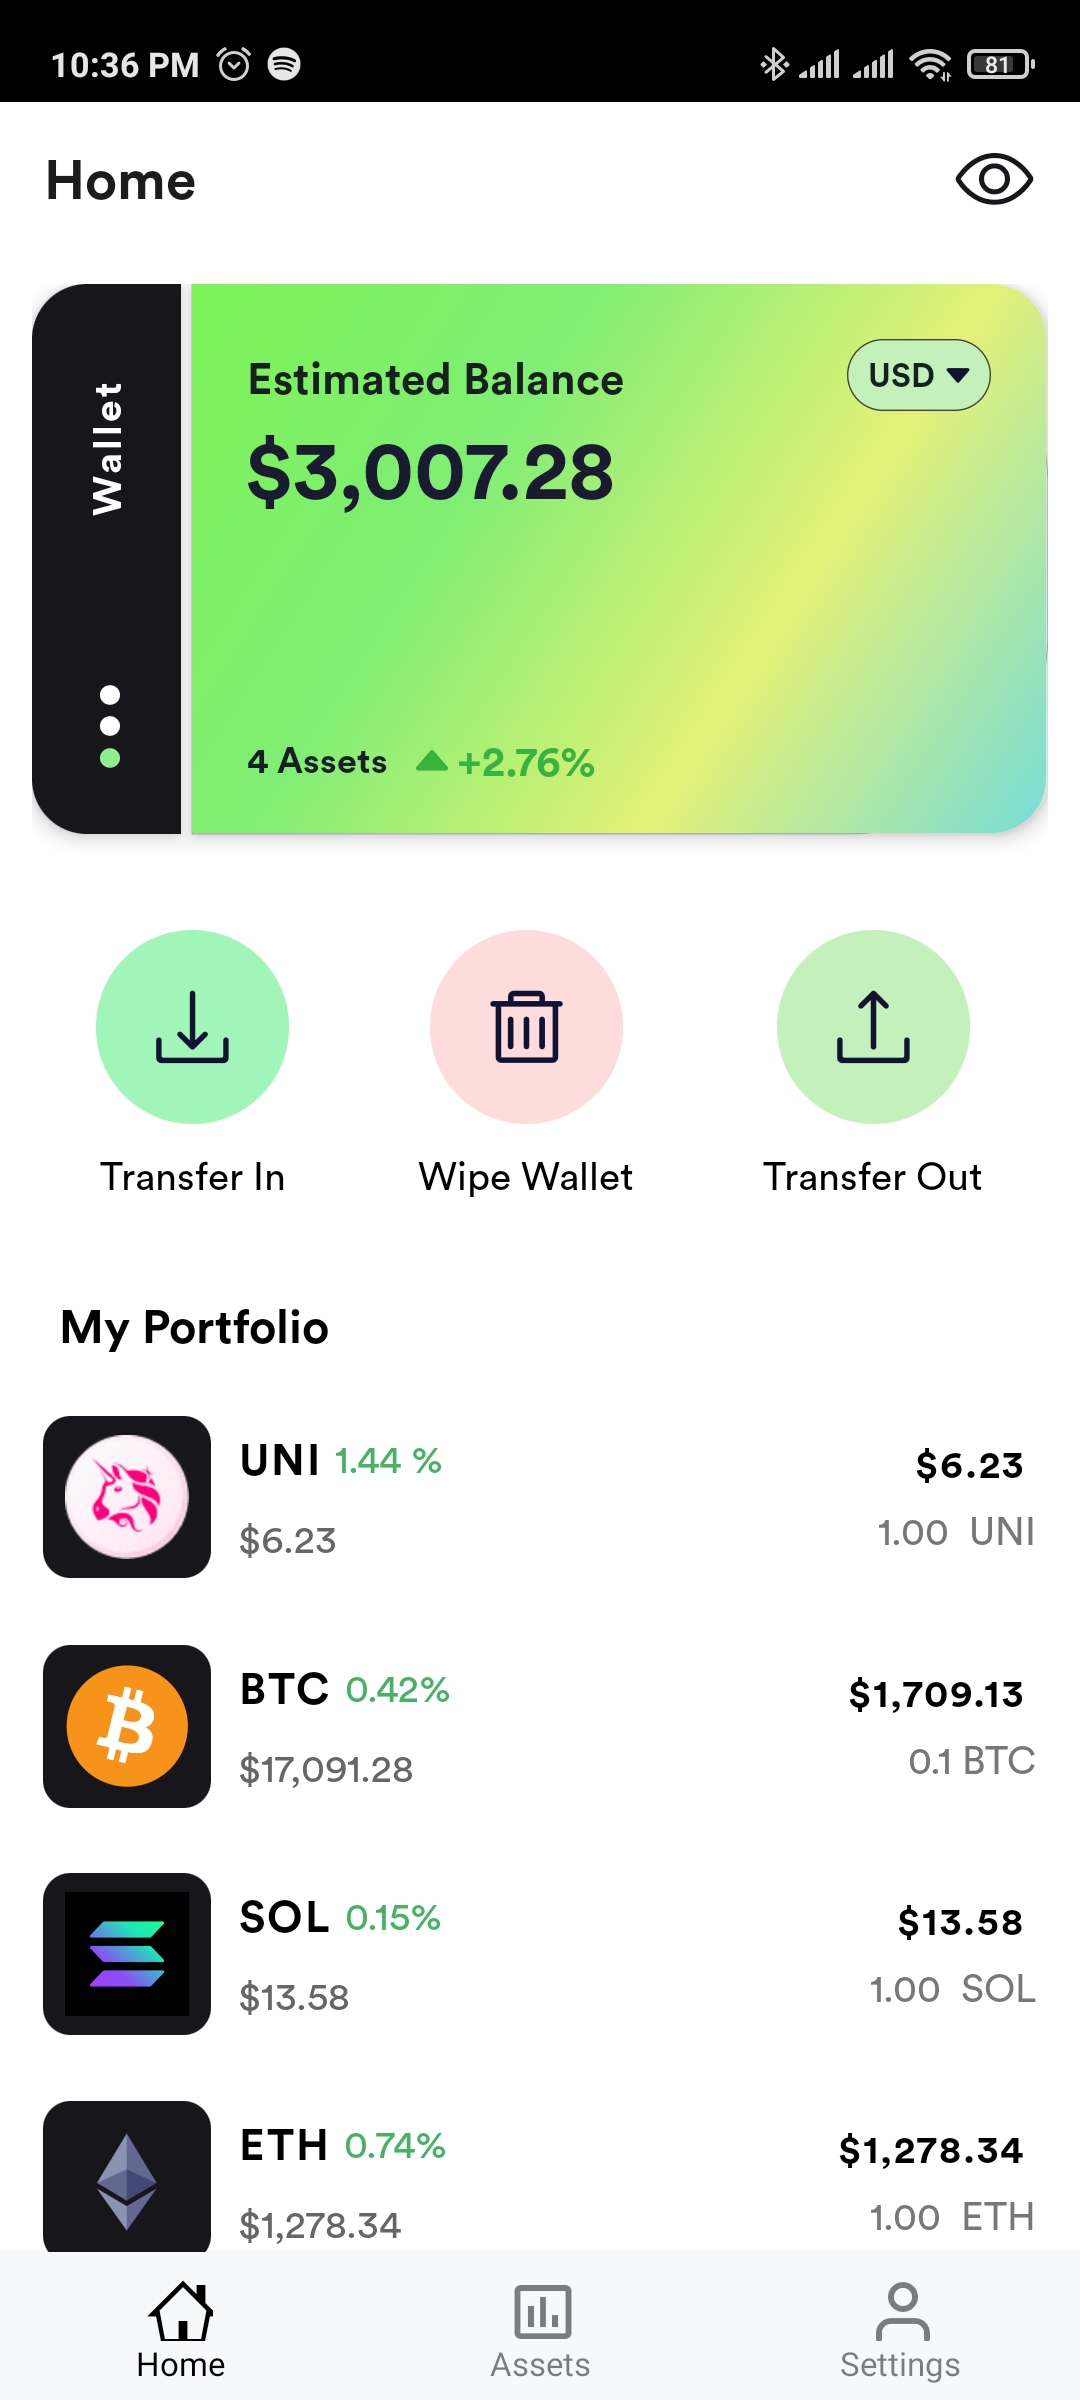 10:36 PM
81
Home
Wallet
Estimated Balance
USD
$3,007.28
4 Assets +2.76%
Transfer In
Wipe Wallet
Transfer Out
My Portfolio
UNI 1.44 %
$6.23
$6.23
1.00 UNI
BTC 0.42%
$1,709.13
$17,091.28
0.1 BTC
SOL 0.15%
$13.58
$13.58
1.00 SOL
ETH 0.74%
$1,278.34
$1,278.34
1.00 ETH
Home
Assets
Settings